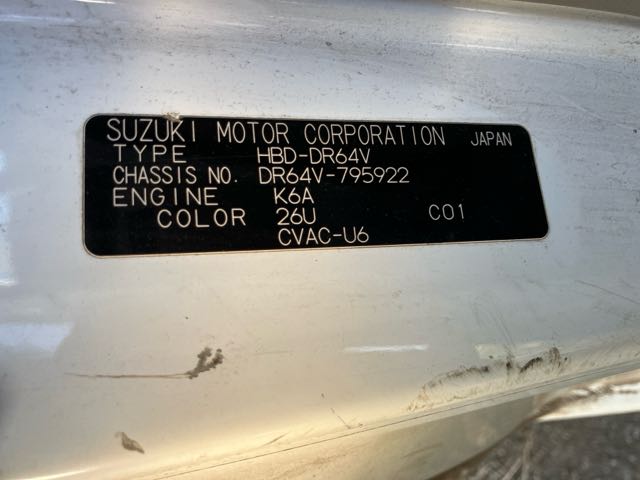 SUZUKI MOTOR CORPORATION JAPAN
TYPE HBD-DR64V
CHASSIS NO. DR64V-795922
ENGINE K6A
COLOR 26U C01
CVAC-U6